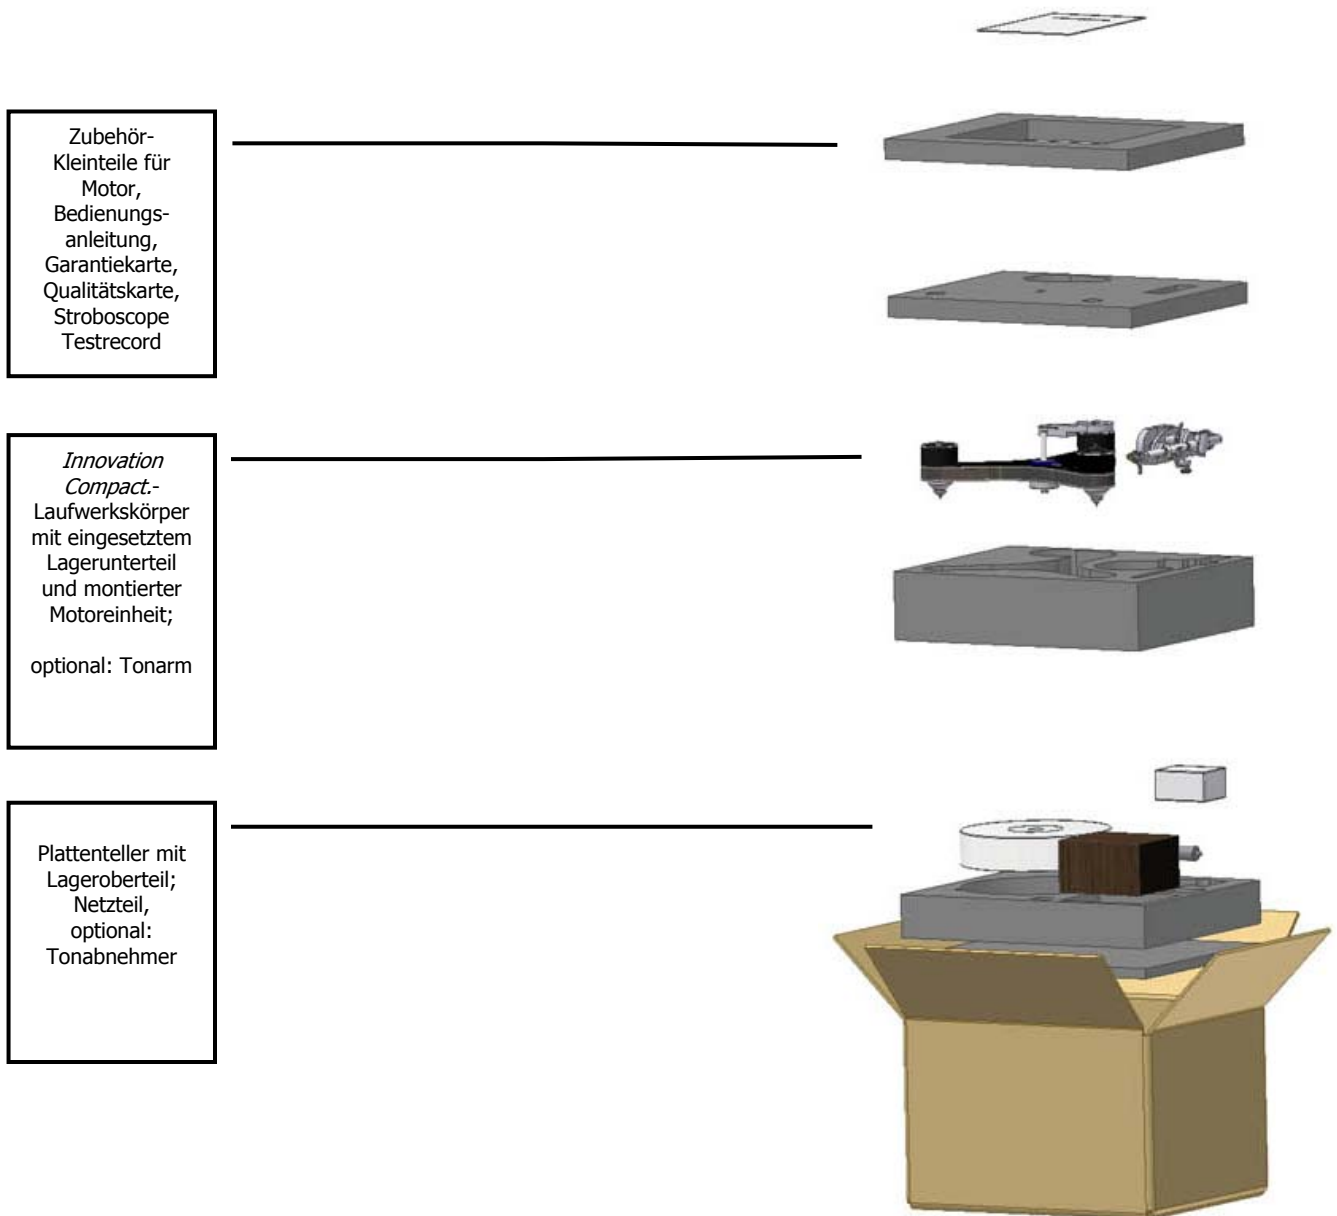 Zubehör-
Kleinteile für
Motor,
Bedienungs-
anleitung,
Garantiekarte,
Qualitätskarte,
Stroboscope
Testrecord
Innovation
Compact.-
Laufwerkskörper
mit eingesetztem
Lagerunterteil
und montierter
Motoreinheit;
optional: Tonarm
Plattenteller mit
Lageroberteil;
Netzteil,
optional:
Tonabnehmer